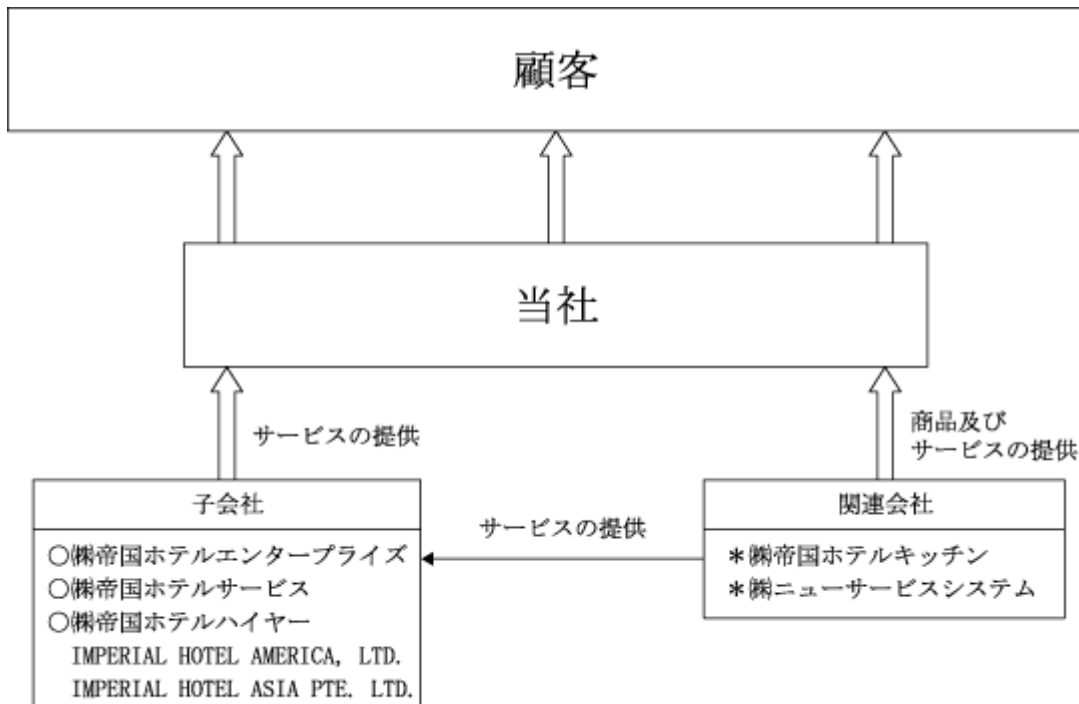 顧客
当社
サービスの提供
商品及び
サービスの提供
子会社
○㈱帝国ホテルエンタープライズ
○㈱帝国ホテルサービス
○㈱帝国ホテルハイヤー
IMPERIAL HOTEL AMERICA, LTD.
IMPERIAL HOTEL ASIA PTE. LTD.
サービスの提供
関連会社
＊㈱帝国ホテルキッチン
＊㈱ニューサービスシステム